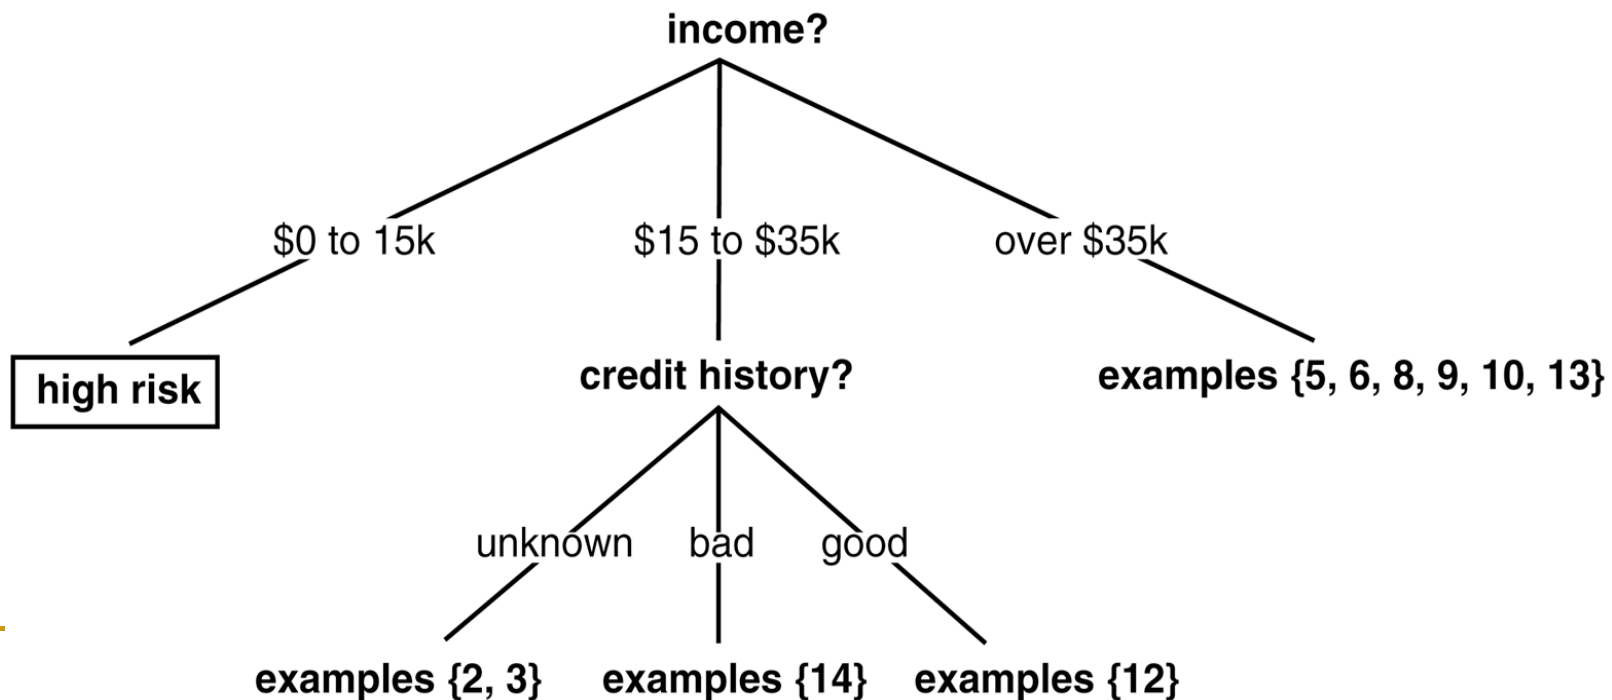 income?
$0 to 15k
$15 to $35k
over $35k
high risk
credit history?
examples {5, 6, 8, 9, 10, 13}
unknown
bad
good
examples {2, 3}
examples {14}
examples {12}